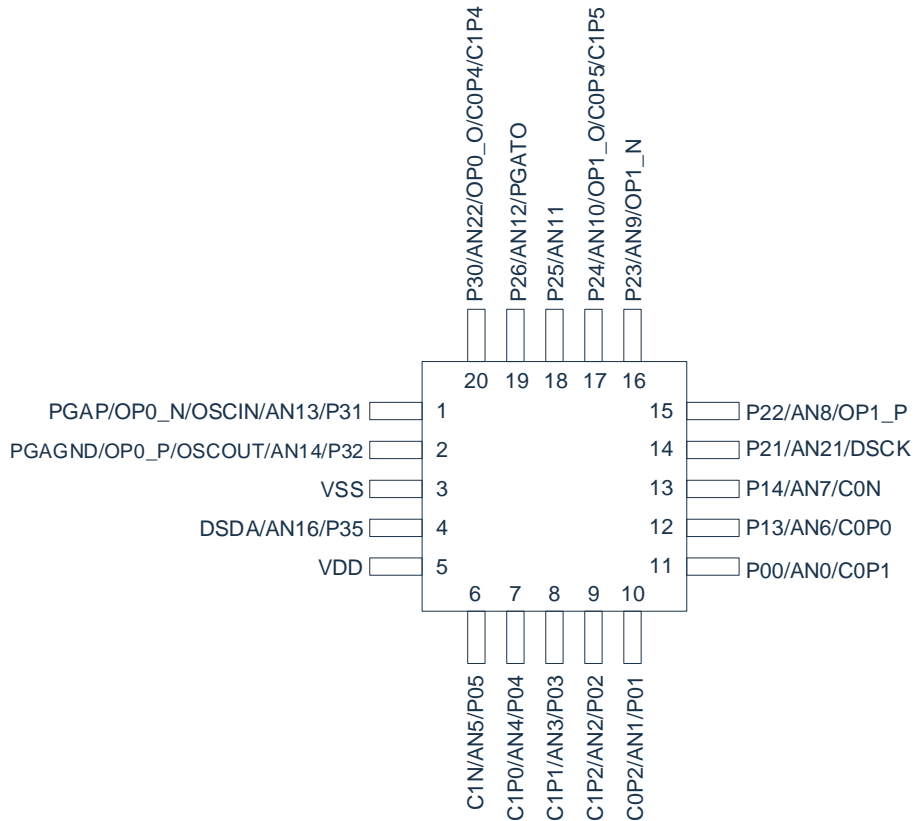 P30/AN22/OP0_O/C0P4/C1P4
P26/AN12/PGATO
P25/AN11
P24/AN10/OP1_O/C0P5/C1P5
P23/AN9/OP1_N
20 19 18 17 16
PGAP/OP0_N/OSCIN/AN13/P31
1
PGAGND/OP0_P/OSCOUT/AN14/P32
2
VSS
3
DSDA/AN16/P35
4
VDD
5
15
P22/AN8/OP1_P
14
P21/AN21/DSCK
13
P14/AN7/C0N
12
P13/AN6/C0P0
11
P00/AN0/C0P1
6 7 8 9 10
C1N/AN5/P05
C1P0/AN4/P04
C1P1/AN3/P03
C1P2/AN2/P02
C0P2/AN1/P01